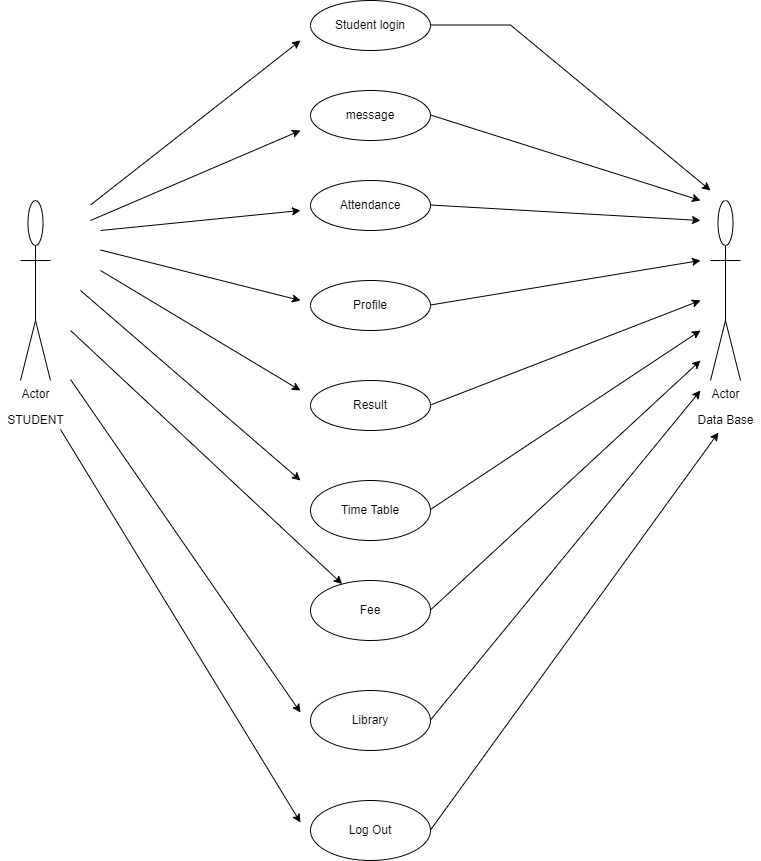 Student login
message
Attendance
Profile
Result
Actor
STUDENT
Actor
Data Base
Time Table
Fee
Library
Log Out